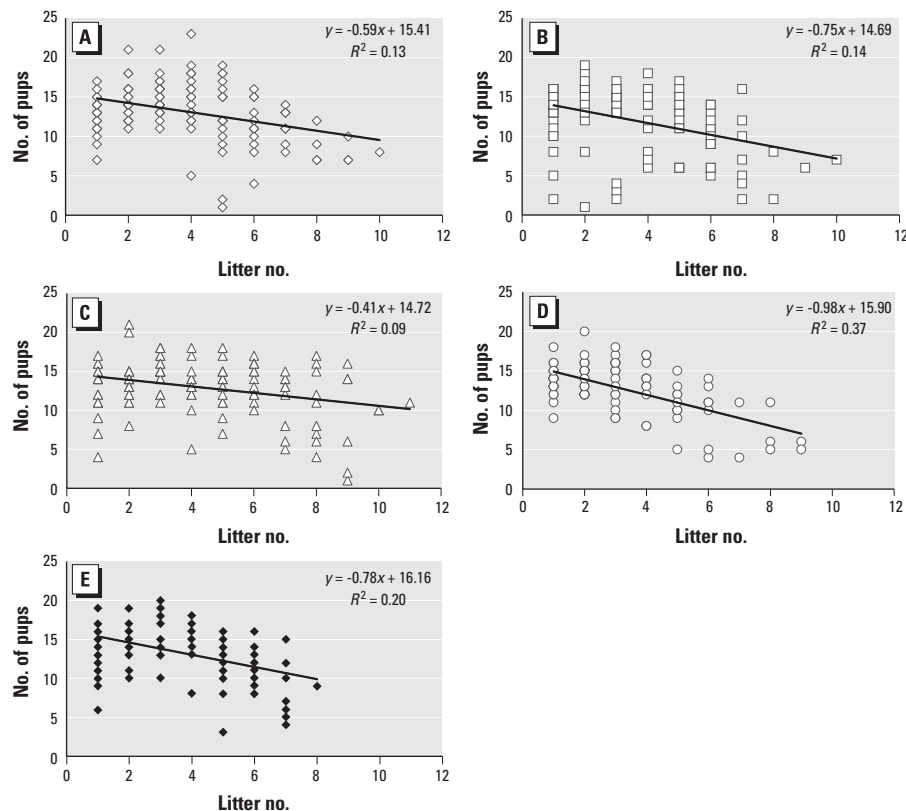 A
y = -0.59x + 15.41
R² = 0.13
No. of pups
25
20
15
10
5
0
0 2 4 6 8 10 12
Litter no.
B
y = -0.75x + 14.69
R² = 0.14
No. of pups
25
20
15
10
5
0
0 2 4 6 8 10 12
Litter no.
C
y = -0.41x + 14.72
R² = 0.09
No. of pups
25
20
15
10
5
0
0 2 4 6 8 10 12
Litter no.
D
y = -0.98x + 15.90
R² = 0.37
No. of pups
25
20
15
10
5
0
0 2 4 6 8 10 12
Litter no.
E
y = -0.78x + 16.16
R² = 0.20
No. of pups
25
20
15
10
5
0
0 2 4 6 8 10 12
Litter no.